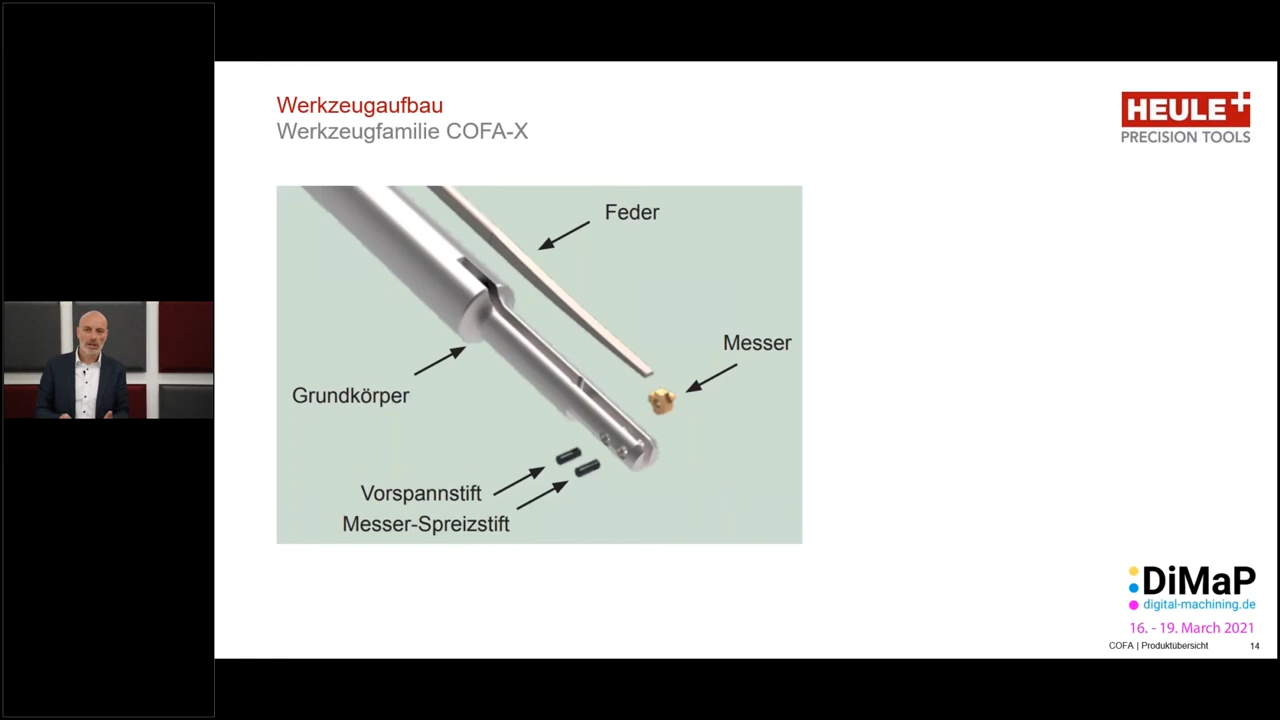 Werkzeugaufbau
Werkzeugfamilie COFA-X
HEULE
PRECISION TOOLS
Feder
Messer
Grundkörper
Vorspannstift
Messer-Spreizstift
DiMaP
digital-machining.de
16. - 19. March 2021
COFA | Produktübersicht 14